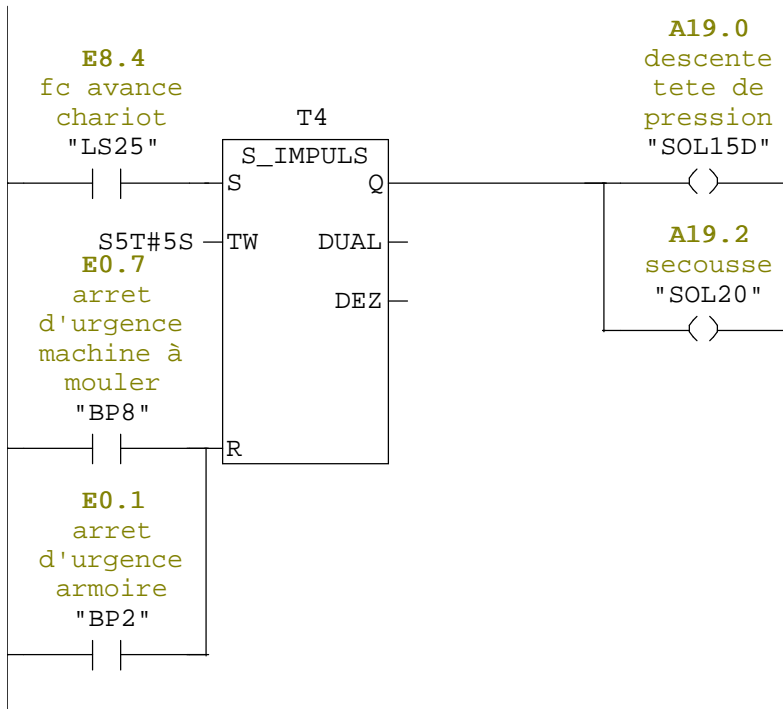 E8.4
fc avance
chariot
"LS25"
T4
S_IMPULS
S
Q
S5T#5S
TW
DUAL
DEZ
E0.7
arret
d'urgence
machine à
mouler
"BP8"
R
E0.1
arret
d'urgence
armoire
"BP2"
A19.0
descente
tete de
pression
"SOL15D"
A19.2
secousse
"SOL20"